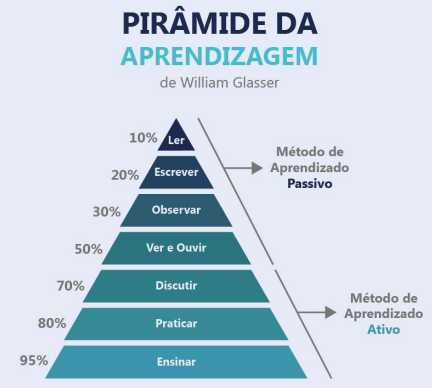 PIRÂMIDE DA
APRENDIZAGEM
de William Glasser
10% Ler
20% Escrever
30% Observar
50% Ver e Ouvir
70% Discutir
80% Praticar
95% Ensinar
Método de
Aprendizado
Passivo
Método de
Aprendizado
Ativo